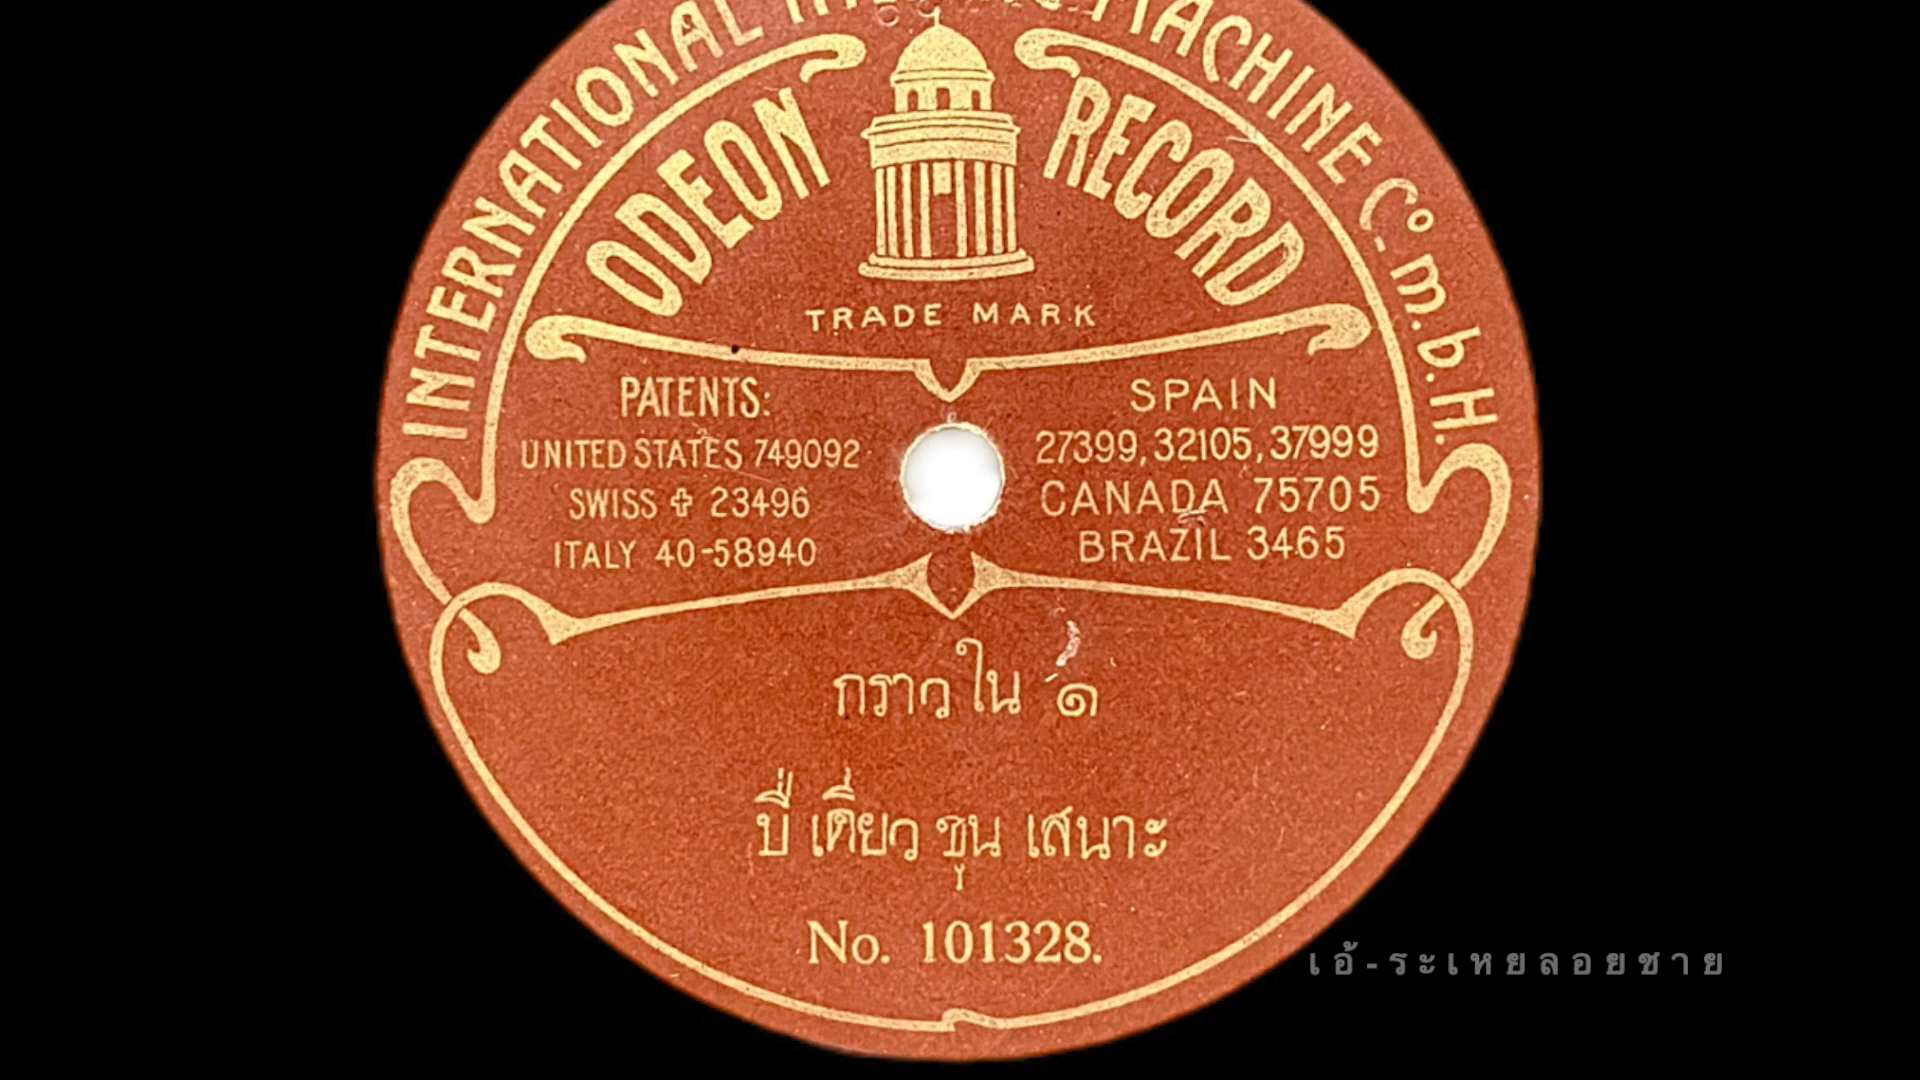 INTERNATIONAL MACHINE Co. m.b.H.
ODEON RECORD
TRADE MARK
PATENTS:
UNITED STATES 749092
SWISS ✚ 23496
ITALY 40-58940
SPAIN
27399, 32105, 37999
CANADA 75705
BRAZIL 3465
กราว ใน ๑
ปี่ เดี่ยว ขุน เสนาะ
No. 101328.
เอ้-ระเหยลอยชาย